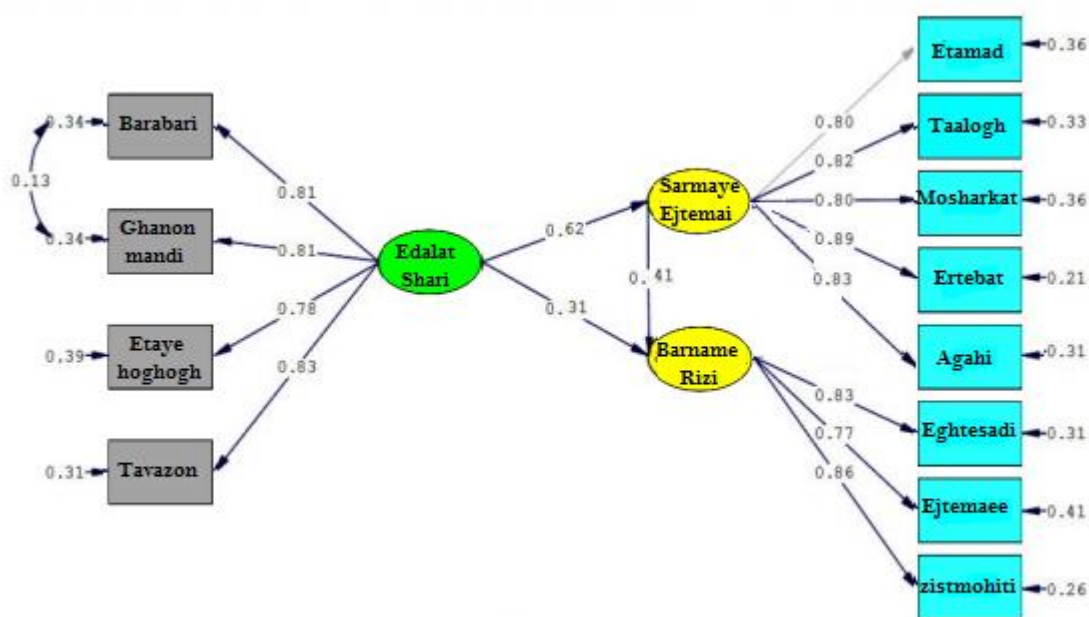 Barabari
Ghanon
mandi
Etaye
hoghogh
Tavazon
0.34
0.13
0.34
0.39
0.31
0.81
0.81
0.78
0.83
Edalat
Shari
0.62
0.31
Sarmaye
Ejtemai
0.41
Barname
Rizi
0.80
0.82
0.80
0.89
0.83
0.83
0.77
0.86
Etamad
0.36
Taalogh
0.33
Mosharkat
0.36
Ertebat
0.21
Agahi
0.31
Eghtesadi
0.31
Ejtemaee
0.41
zistmohiti
0.26